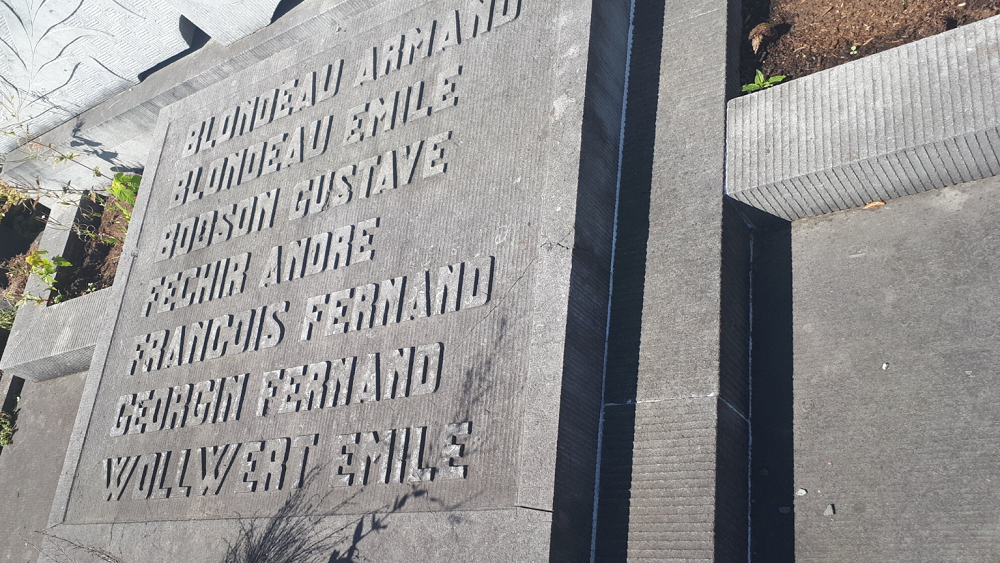 BLONDEAU ARMAND
BLONDEAU EMILE
BODSON GUSTAVE
FECHIR ANDRE
FRANCOIS FERNAND
GEORGIN FERNAND
WOLLWERT EMILE